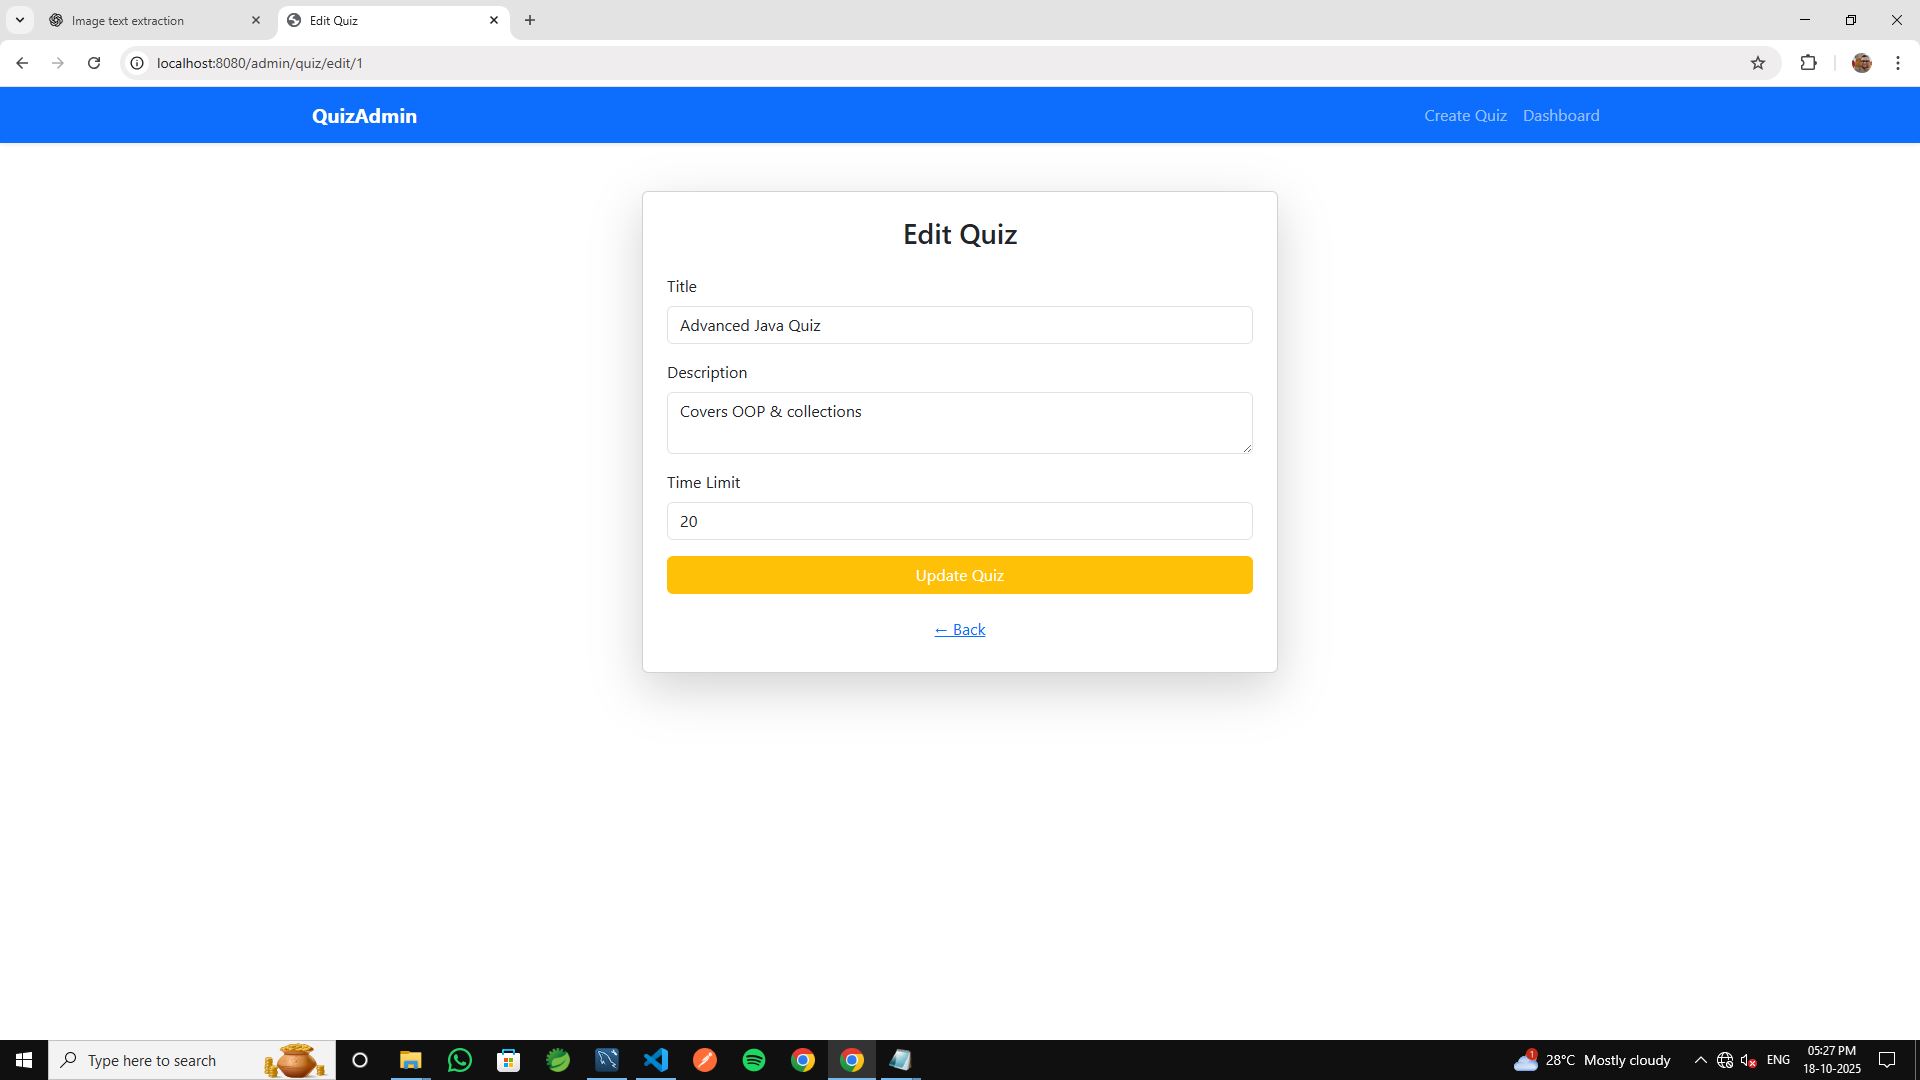 Image text extraction
Edit Quiz
localhost:8080/admin/quiz/edit/1
QuizAdmin
Create Quiz
Dashboard
Edit Quiz
Title
Advanced Java Quiz
Description
Covers OOP & collections
Time Limit
20
Update Quiz
← Back
Type here to search
1
28°C Mostly cloudy
ENG
05:27 PM
18-10-2025